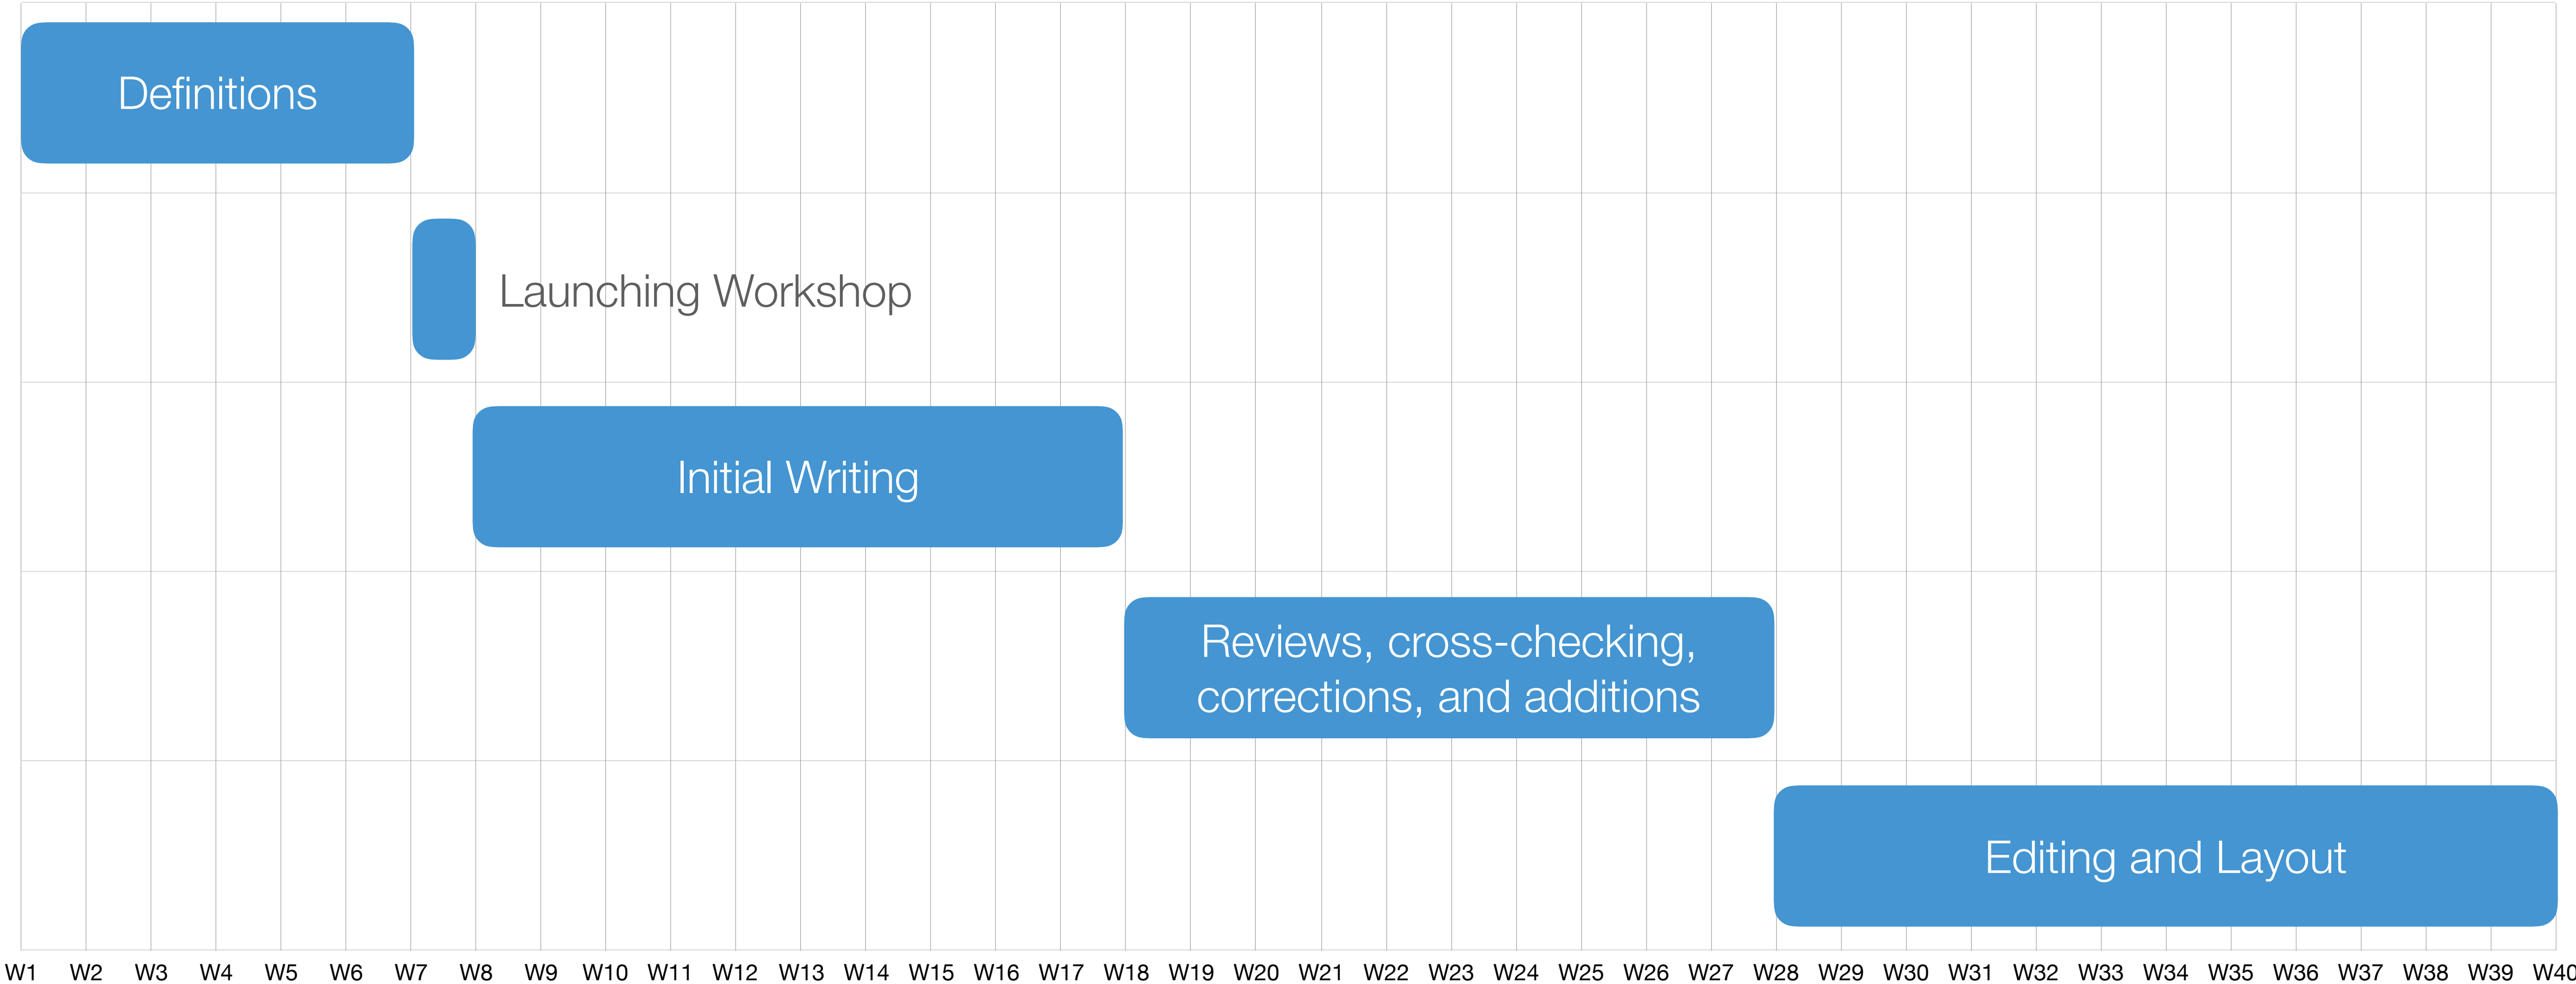 Definitions
Launching Workshop
Initial Writing
Reviews, cross-checking,
corrections, and additions
Editing and Layout
W1 W2 W3 W4 W5 W6 W7 W8 W9 W10 W11 W12 W13 W14 W15 W16 W17 W18 W19 W20 W21 W22 W23 W24 W25 W26 W27 W28 W29 W30 W31 W32 W33 W34 W35 W36 W37 W38 W39 W40